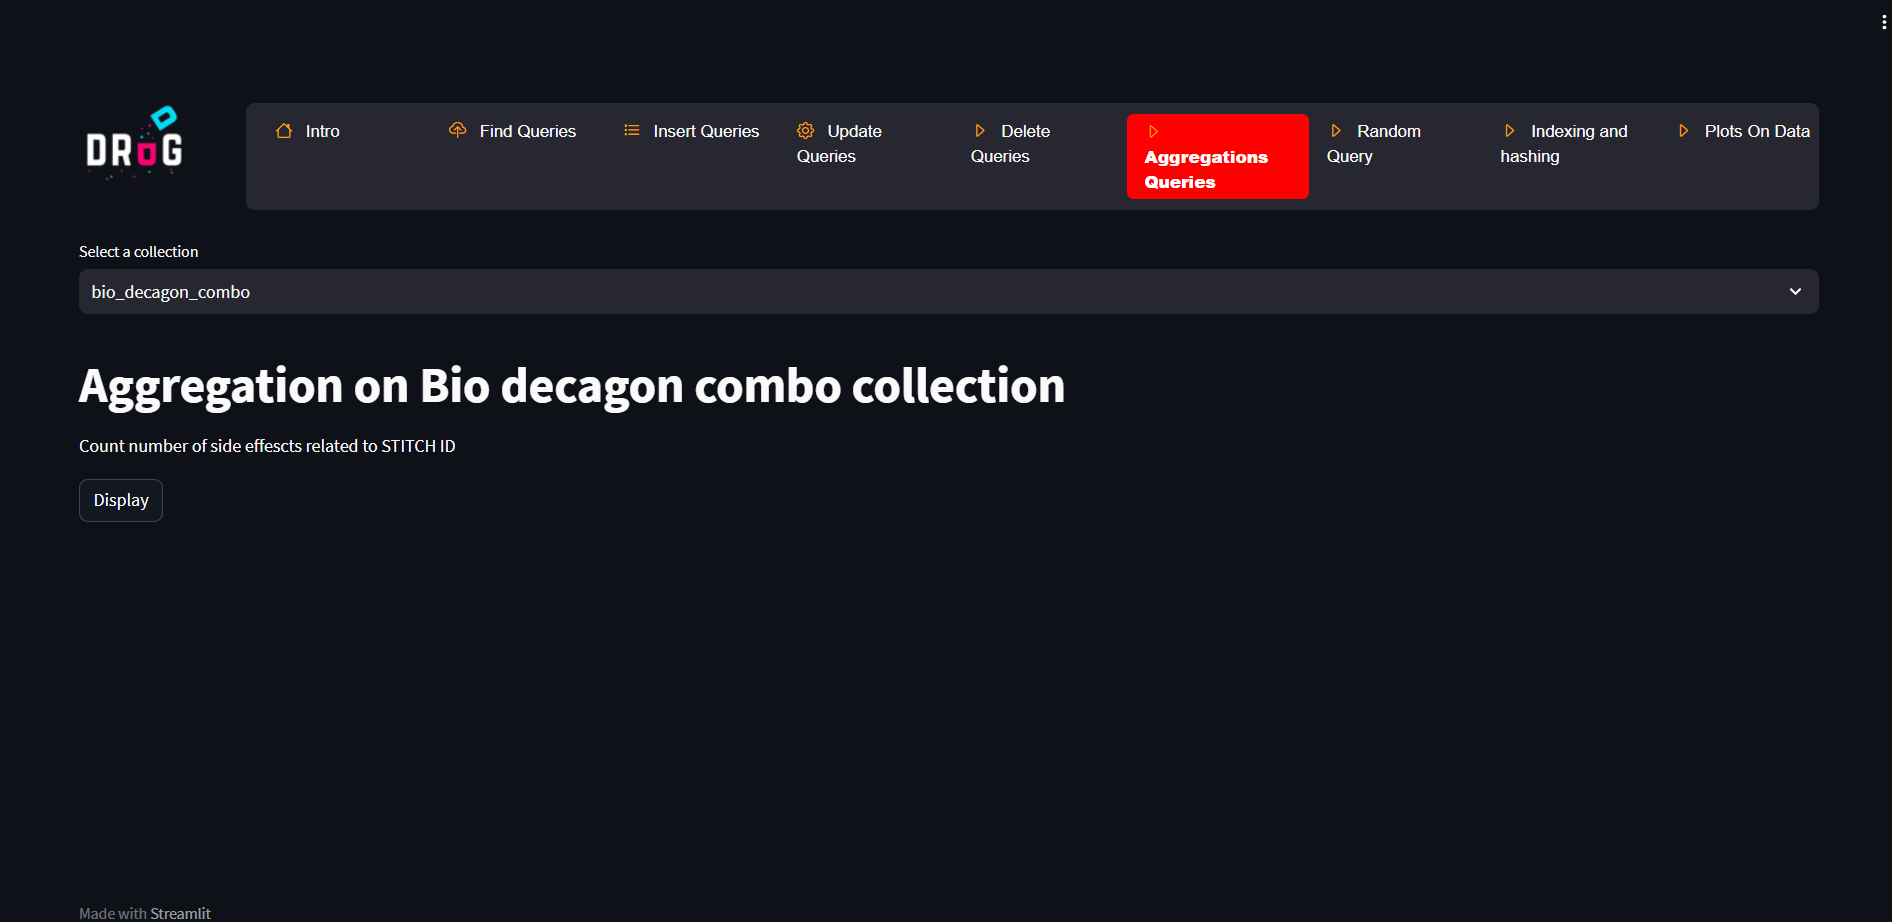 DRUG
Intro
Find Queries
Insert Queries
Update
Queries
Delete
Queries
Aggregations
Queries
Random
Query
Indexing and
hashing
Plots On Data
Select a collection
bio_decagon_combo
Aggregation on Bio decagon combo collection
Count number of side effescts related to STITCH ID
Display
Made with Streamlit